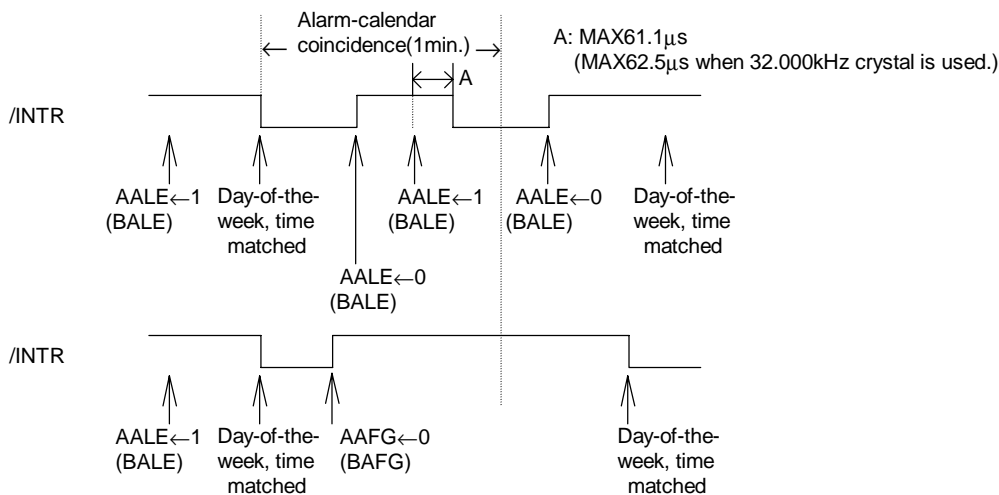 Alarm-calendar
coincidence(1min.)
A: MAX61.1μs
(MAX62.5μs when 32.000kHz crystal is used.)
A
/INTR
AALE←1
(BALE)
Day-of-the-
week, time
matched
AALE←0
(BALE)
AALE←1
(BALE)
AALE←0
(BALE)
Day-of-the-
week, time
matched
/INTR
AALE←1
(BALE)
Day-of-the-
week, time
matched
AAFG←0
(BAFG)
Day-of-the-
week, time
matched